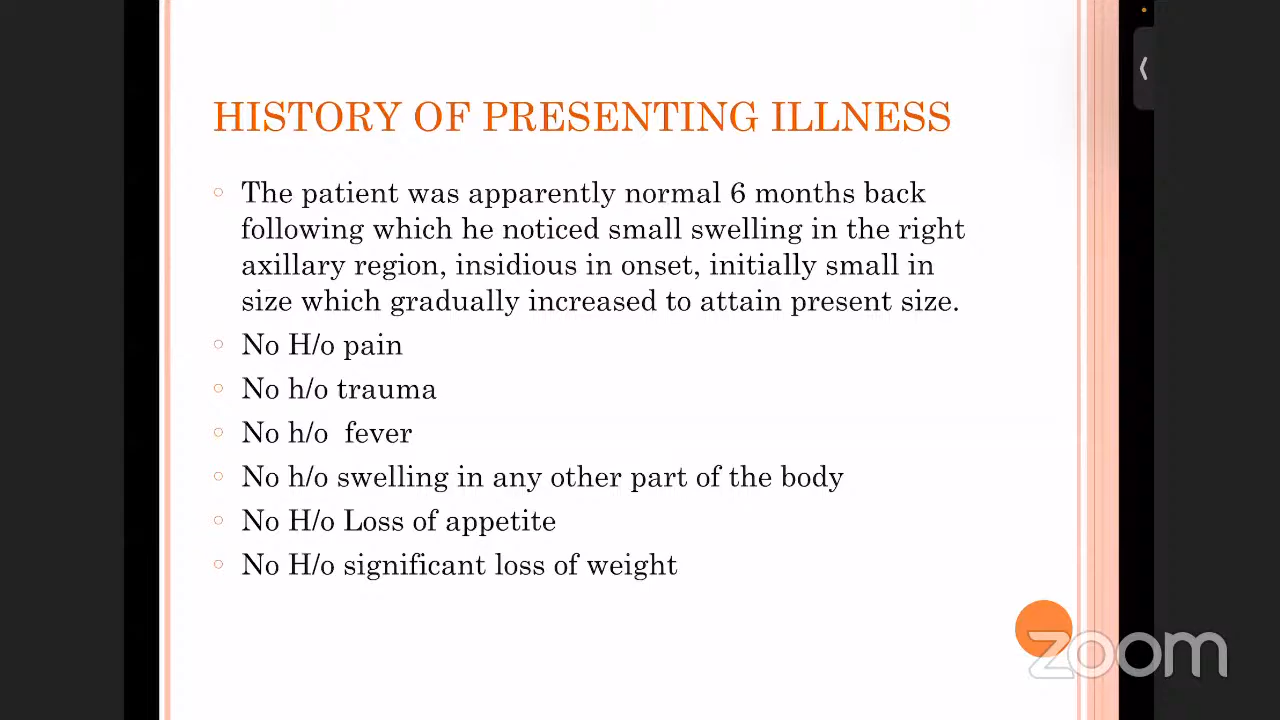 HISTORY OF PRESENTING ILLNESS
The patient was apparently normal 6 months back
following which he noticed small swelling in the right
axillary region, insidious in onset, initially small in
size which gradually increased to attain present size.
No H/o pain
No h/o trauma
No h/o  fever
No h/o swelling in any other part of the body
No H/o Loss of appetite
No H/o significant loss of weight
zoom